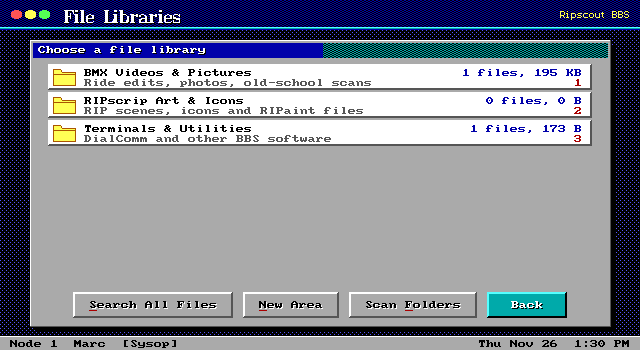 File Libraries
Ripscout BBS
Choose a file library
BMX Videos & Pictures 1 files, 195 KB
Ride edits, photos, old-school scans 1
RIPscrip Art & Icons 0 files, 0 B
RIP scenes, icons and RIPaint files 2
Terminals & Utilities 1 files, 173 B
DialComm and other BBS software 3
Search All Files New Area Scan Folders Back
Node 1 Marc [Sysop] Thu Nov 26 1:30 PM